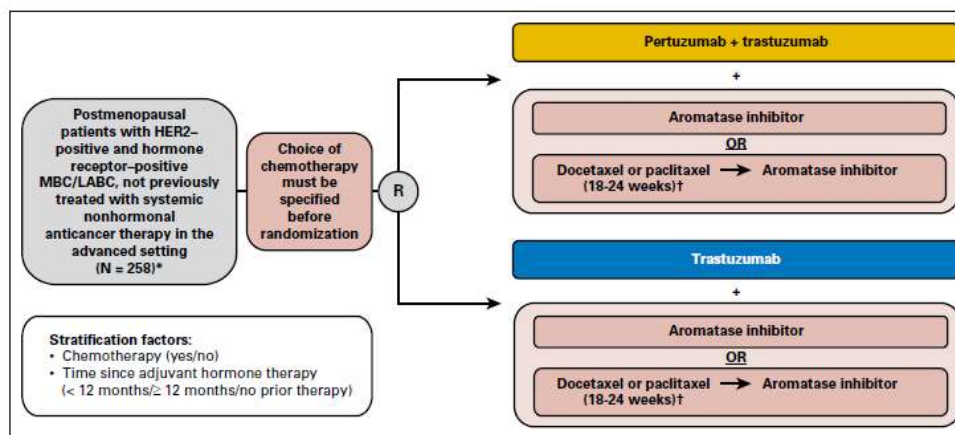 Postmenopausal
patients with HER2–
positive and hormone
receptor–positive
MBC/LABC, not previously
treated with systemic
nonhormonal
anticancer therapy in the
advanced setting
(N = 258)*
Choice of
chemotherapy
must be
specified
before
randomization
R
Pertuzumab + trastuzumab
+
Aromatase inhibitor
OR
Docetaxel or paclitaxel → Aromatase inhibitor
(18-24 weeks)†
Trastuzumab
+
Aromatase inhibitor
OR
Docetaxel or paclitaxel → Aromatase inhibitor
(18-24 weeks)†
Stratification factors:
• Chemotherapy (yes/no)
• Time since adjuvant hormone therapy
(< 12 months/≥ 12 months/no prior therapy)